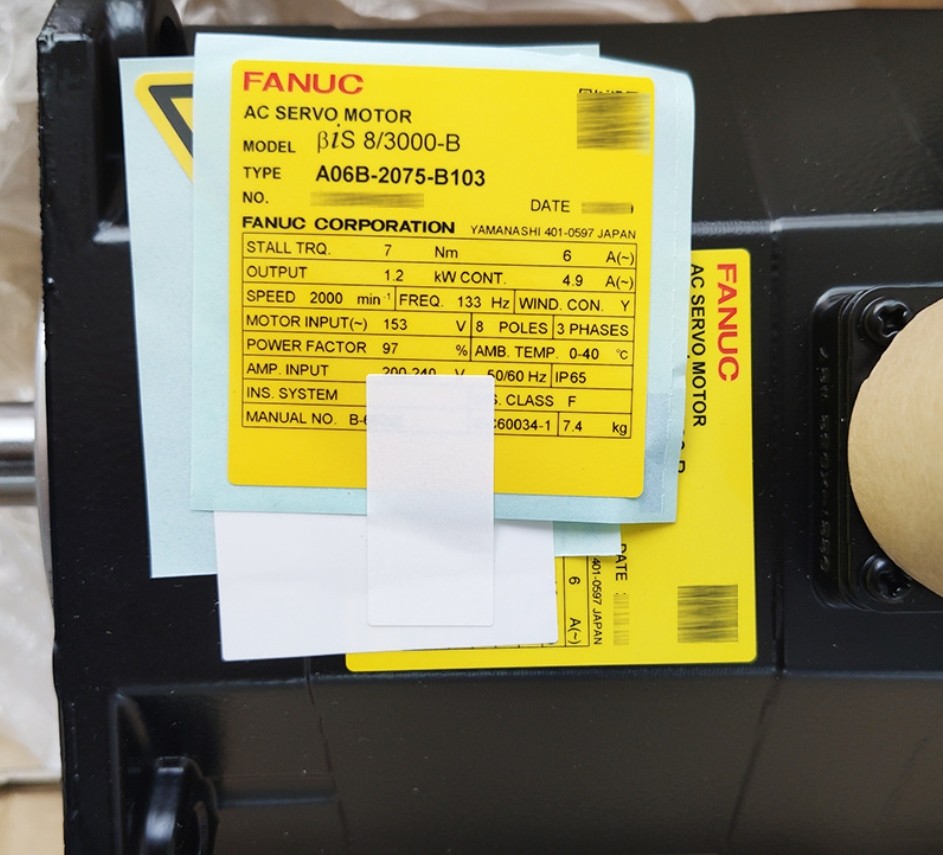 FANUC
AC SERVO MOTOR
MODEL βiS 8/3000-B
TYPE A06B-2075-B103
NO.
DATE
FANUC CORPORATION YAMANASHI 401-0597 JAPAN
STALL TRQ. 7 Nm 6 A(~)
OUTPUT 1.2 kW CONT. 4.9 A(~)
SPEED 2000 min⁻¹ FREQ. 133 Hz WIND. CON. Y
MOTOR INPUT(~) 153 V 8 POLES 3 PHASES
POWER FACTOR 97 % AMB. TEMP. 0-40 ℃
AMP. INPUT 200-240 V 50/60 Hz IP65
INS. SYSTEM CLASS F
MANUAL NO. 60034-1 7.4 kg
FANUC
AC SERVO MOTOR
DATE
401-0597 JAPAN
6 A(~)